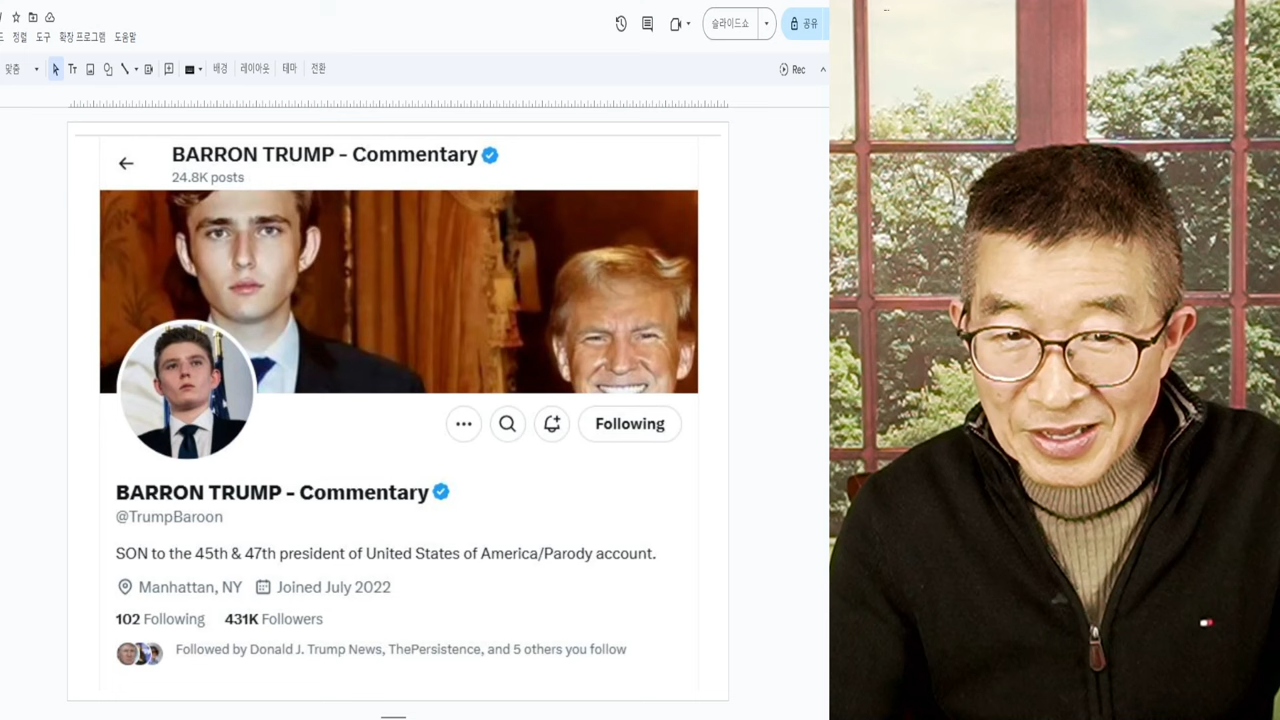 정렬 도구 확장 프로그램 도움말
슬라이드쇼
공유
맞춤
Tт
배경 레이아웃 테마 전환
Rec
BARRON TRUMP - Commentary
24.8K posts
Following
BARRON TRUMP - Commentary
@TrumpBaroon
SON to the 45th & 47th president of United States of America/Parody account.
Manhattan, NY Joined July 2022
102 Following 431K Followers
Followed by Donald J. Trump News, ThePersistence, and 5 others you follow